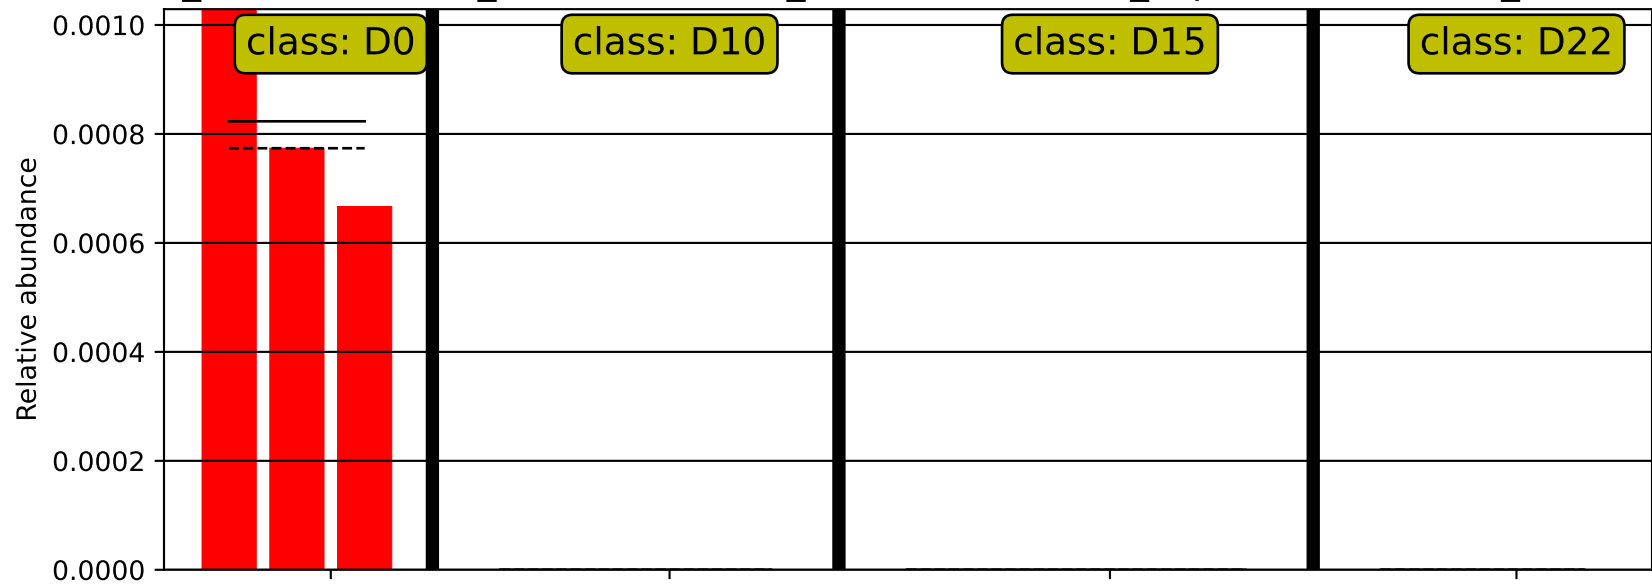 0.0010
class: D0
class: D10
class: D15
class: D22
0.0008
0.0006
0.0004
0.0002
0.0000
Relative abundance